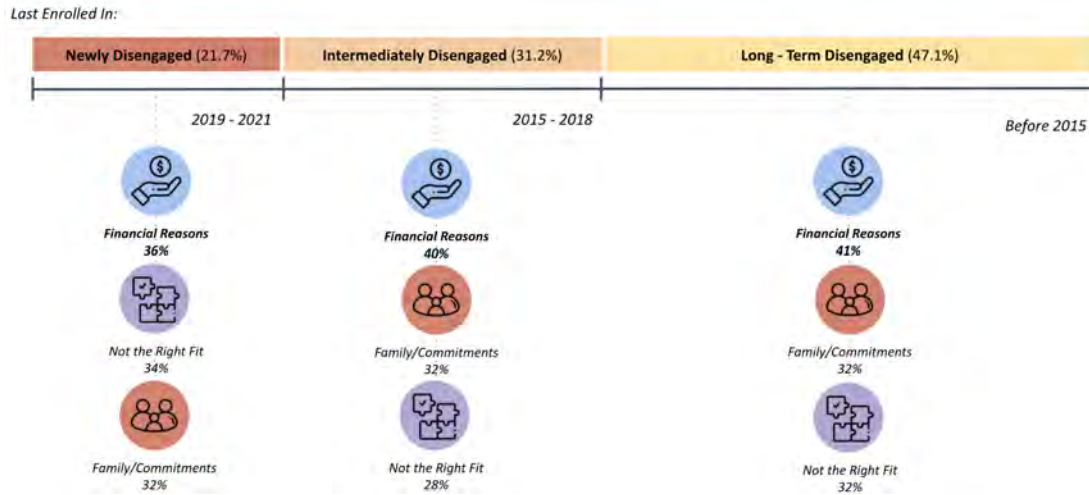 Last Enrolled In:
Newly Disengaged (21.7%)
Intermediately Disengaged (31.2%)
Long - Term Disengaged (47.1%)
2019 - 2021
2015 - 2018
Before 2015
$
Financial Reasons
36%
Not the Right Fit
34%
Family/Commitments
32%
$
Financial Reasons
40%
Family/Commitments
32%
Not the Right Fit
28%
$
Financial Reasons
41%
Family/Commitments
32%
Not the Right Fit
32%